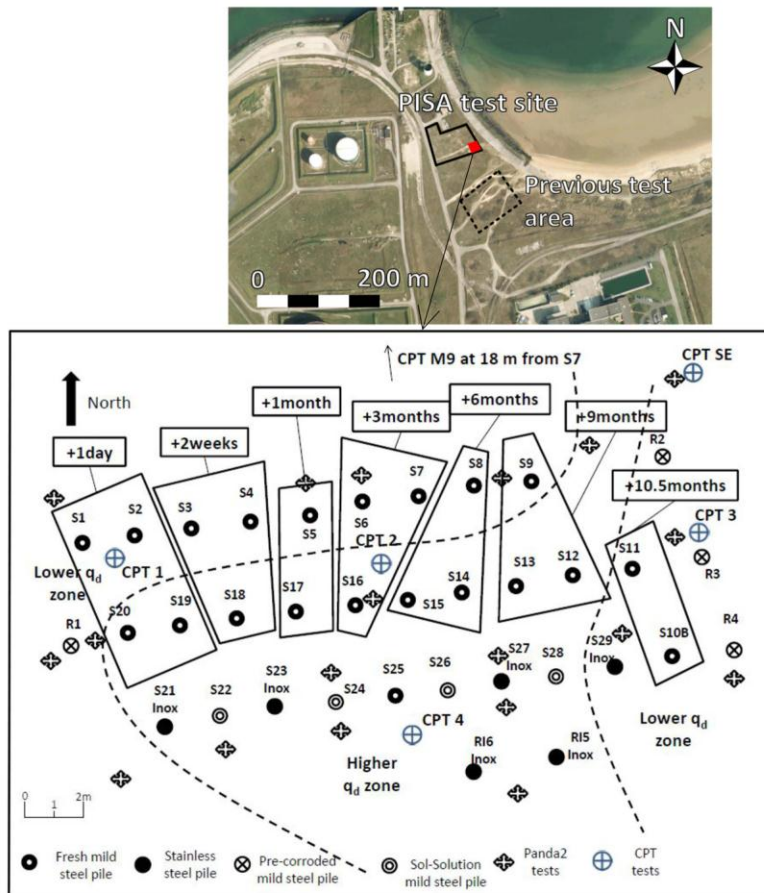 N
PISA test site
Previous test
area
0 200 m
CPT M9 at 18 m from S7
CPT SE
North
+1day
+2weeks
+1month
+3months
+6months
+9months
+10.5months
R2
S1
S2
S3
S4
S5
S6
S7
S8
S9
CPT 1
CPT 2
CPT 3
S11
R3
Lower qd
zone
S20
S19
S18
S17
S16
S15
S14
S13
S12
R1
R4
S10B
S21
Inox
S22
S23
Inox
S24
S25
S26
S27
Inox
S28
S29
Inox
CPT 4
Lower qd
zone
Higher
qd zone
RI6
Inox
RI5
Inox
0 1 2m
Fresh mild
steel pile
Stainless
steel pile
Pre-corroded
mild steel pile
Sol-Solution
mild steel pile
Panda2
tests
CPT
tests